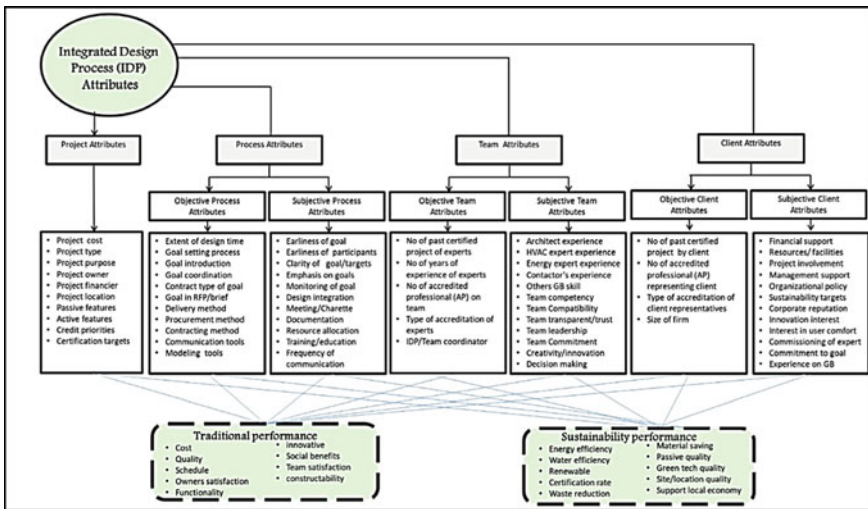 Integrated Design
Process (IDP)
Attributes
Project Attributes
Process Attributes
Team Attributes
Client Attributes
Objective Process
Attributes
Subjective Process
Attributes
Objective Team
Attributes
Subjective Team
Attributes
Objective Client
Attributes
Subjective Client
Attributes
• Project cost
• Project type
• Project purpose
• Project owner
• Project financier
• Project location
• Passive features
• Active features
• Credit priorities
• Certification targets
• Extent of design time
• Goal setting process
• Goal introduction
• Goal coordination
• Contract type of goal
• Goal in RFP/brief
• Delivery method
• Procurement method
• Contracting method
• Communication tools
• Modeling tools
• Earliness of goal
• Earliness of participants
• Clarity of goal/targets
• Emphasis on goals
• Monitoring of goal
• Design integration
• Meeting/Charette
• Documentation
• Resource allocation
• Training/education
• Frequency of
communication
• No of past certified
project of experts
• No of years of
experience of experts
• No of accredited
professional (AP) on
team
• Type of accreditation of
experts
• IDP/Team coordinator
• Architect experience
• HVAC expert experience
• Energy expert experience
• Contactor's experience
• Others GB skill
• Team competency
• Team Compatibility
• Team transparent/trust
• Team leadership
• Team Commitment
• Creativity/innovation
• Decision making
• No of past certified
project by client
• No of accredited
professional (AP)
representing client
• Type of accreditation of
client representatives
• Size of firm
• Financial support
• Resources/ facilities
• Project involvement
• Management support
• Organizational policy
• Sustainability targets
• Corporate reputation
• Innovation interest
• Interest in user comfort
• Commissioning of expert
• Commitment to goal
• Experience on GB
Traditional performance
• Cost
• Quality
• Schedule
• Owners satisfaction
• Functionality
• innovative
• Social benefits
• Team satisfaction
• constructability
Sustainability performance
• Energy efficiency
• Water efficiency
• Renewable
• Certification rate
• Waste reduction
• Material saving
• Passive quality
• Green tech quality
• Site/location quality
• Support local economy